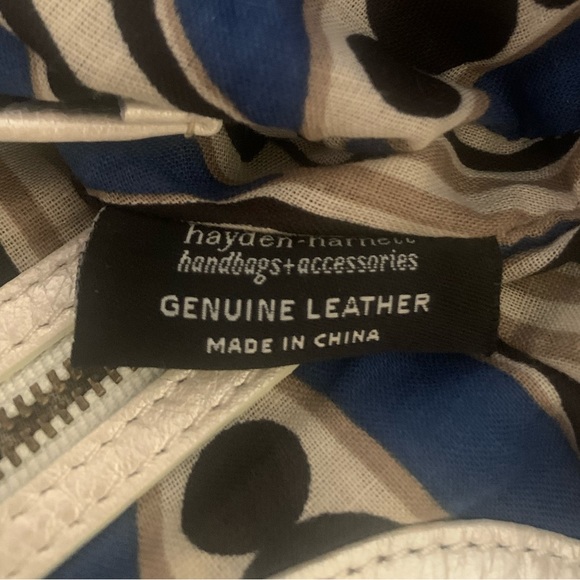 hayden-harnett
handbags+accessories
GENUINE LEATHER
MADE IN CHINA